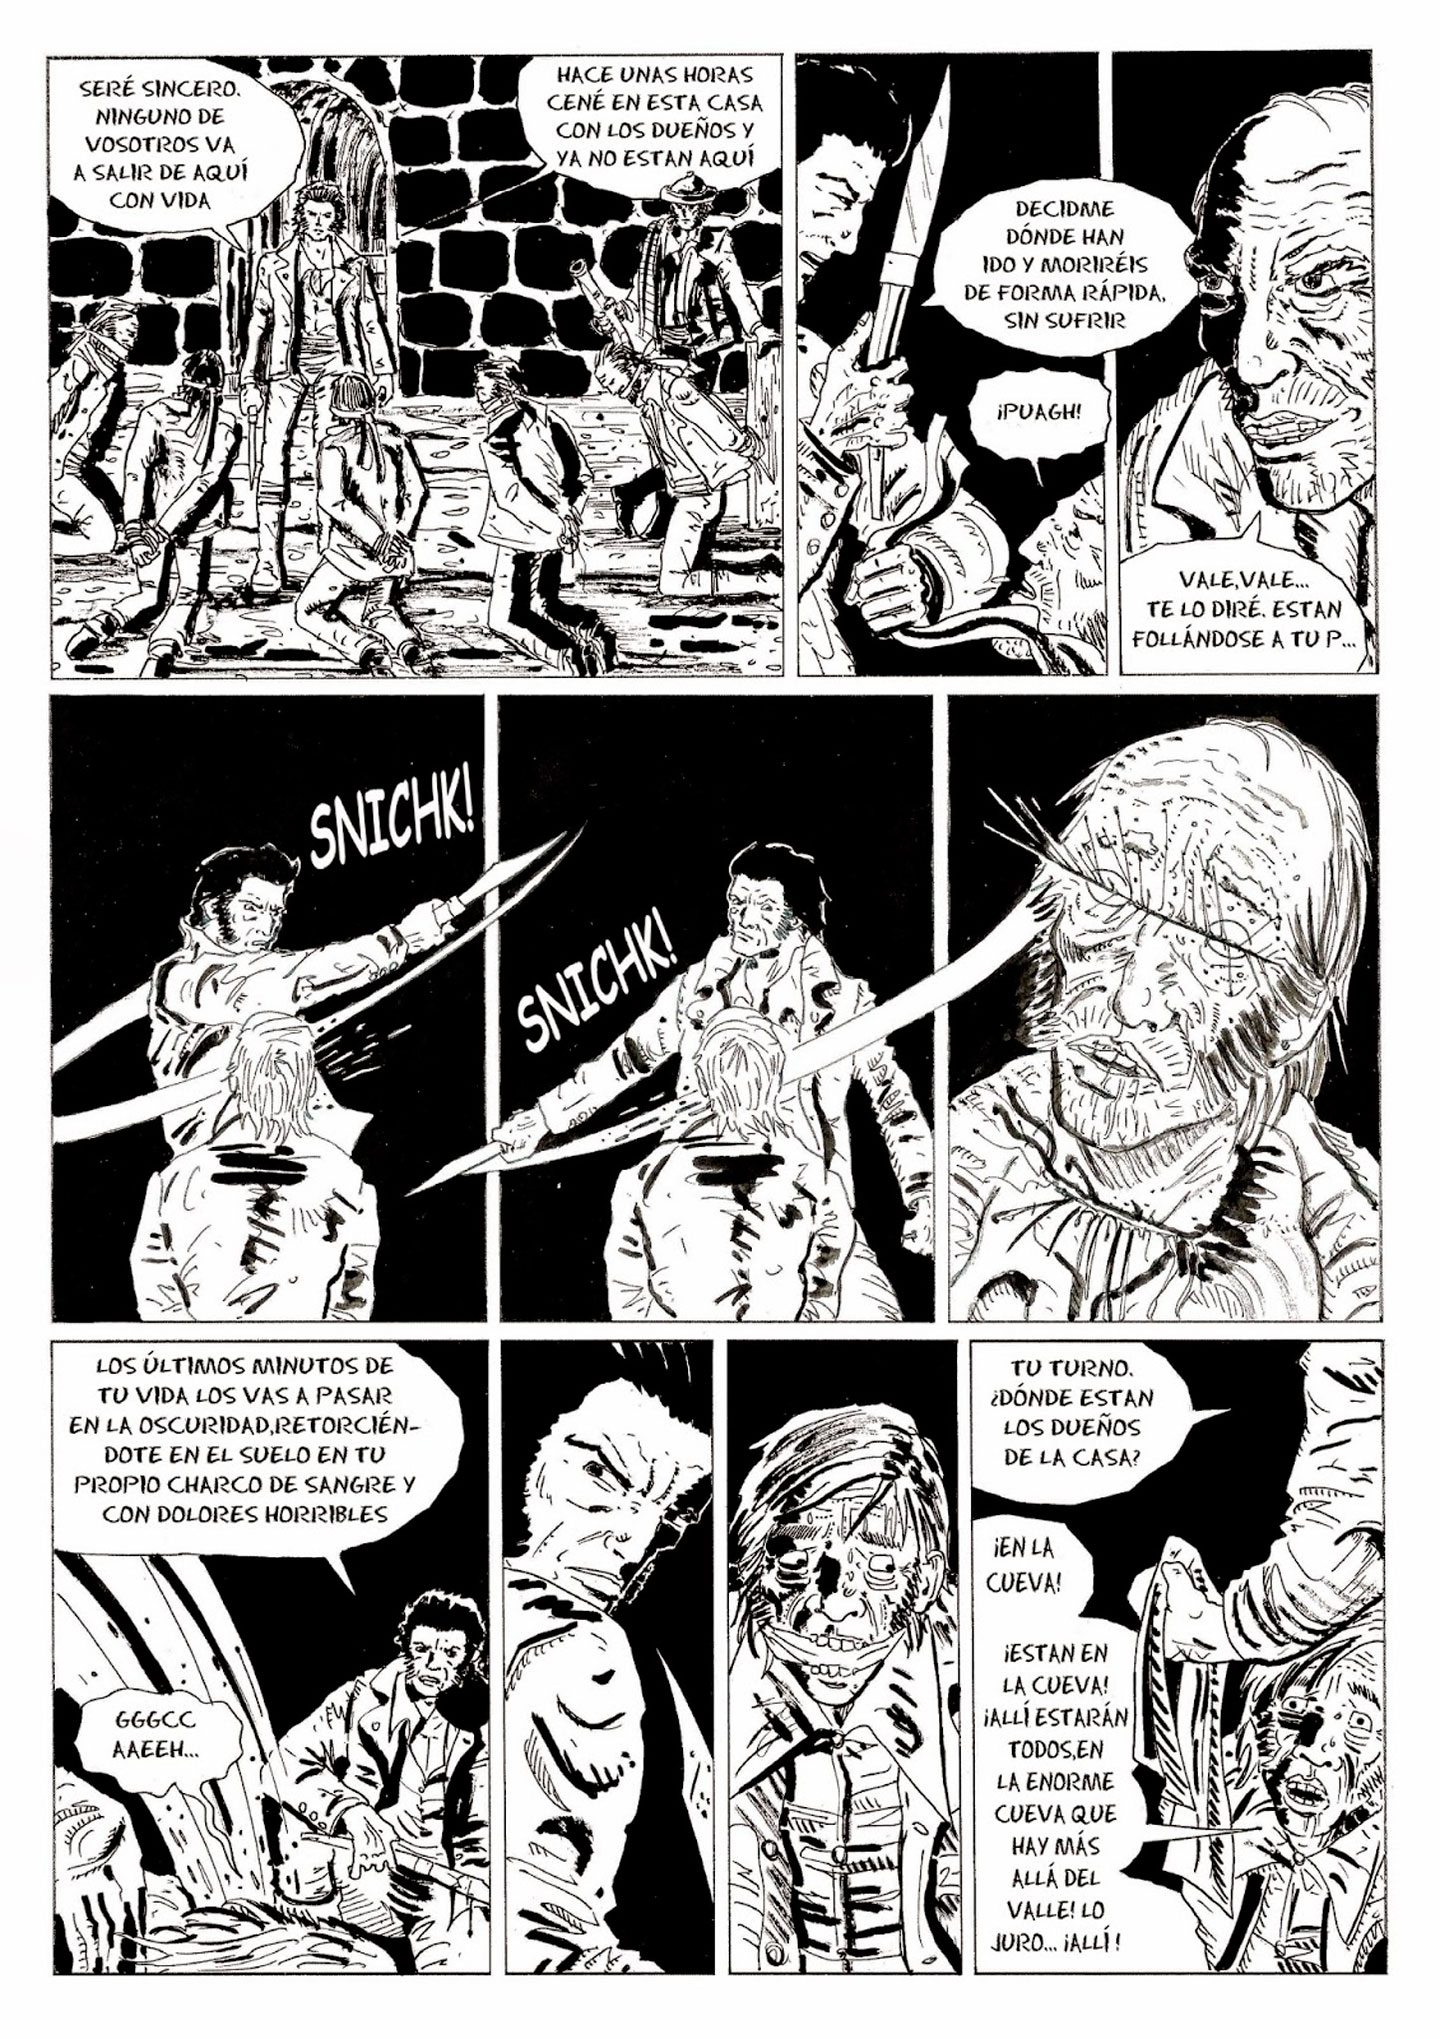 SERÉ SINCERO.
NINGUNO DE
VOSOTROS VA
A SALIR DE AQUÍ
CON VIDA
HACE UNAS HORAS
CENÉ EN ESTA CASA
CON LOS DUEÑOS Y
YA NO ESTAN AQUÍ
DECIDME
DÓNDE HAN
IDO Y MORIRÉIS
DE FORMA RÁPIDA,
SIN SUFRIR
¡PUAGH!
VALE,VALE...
TE LO DIRÉ. ESTAN
FOLLÁNDOSE A TU P...
SNICHK!
SNICHK!
LOS ÚLTIMOS MINUTOS DE
TU VIDA LOS VAS A PASAR
EN LA OSCURIDAD,RETORCIÉN-
DOTE EN EL SUELO EN TU
PROPIO CHARCO DE SANGRE Y
CON DOLORES HORRIBLES
GGGCC
AAEEH...
TU TURNO.
¿DÓNDE ESTAN
LOS DUEÑOS
DE LA CASA?
¡EN LA
CUEVA!
¡ESTAN EN
LA CUEVA!
¡ALLÍ ESTARÁN
TODOS,EN
LA ENORME
CUEVA QUE
HAY MÁS
ALLÁ DEL
VALLE! LO
JURO... ¡ALLÍ!